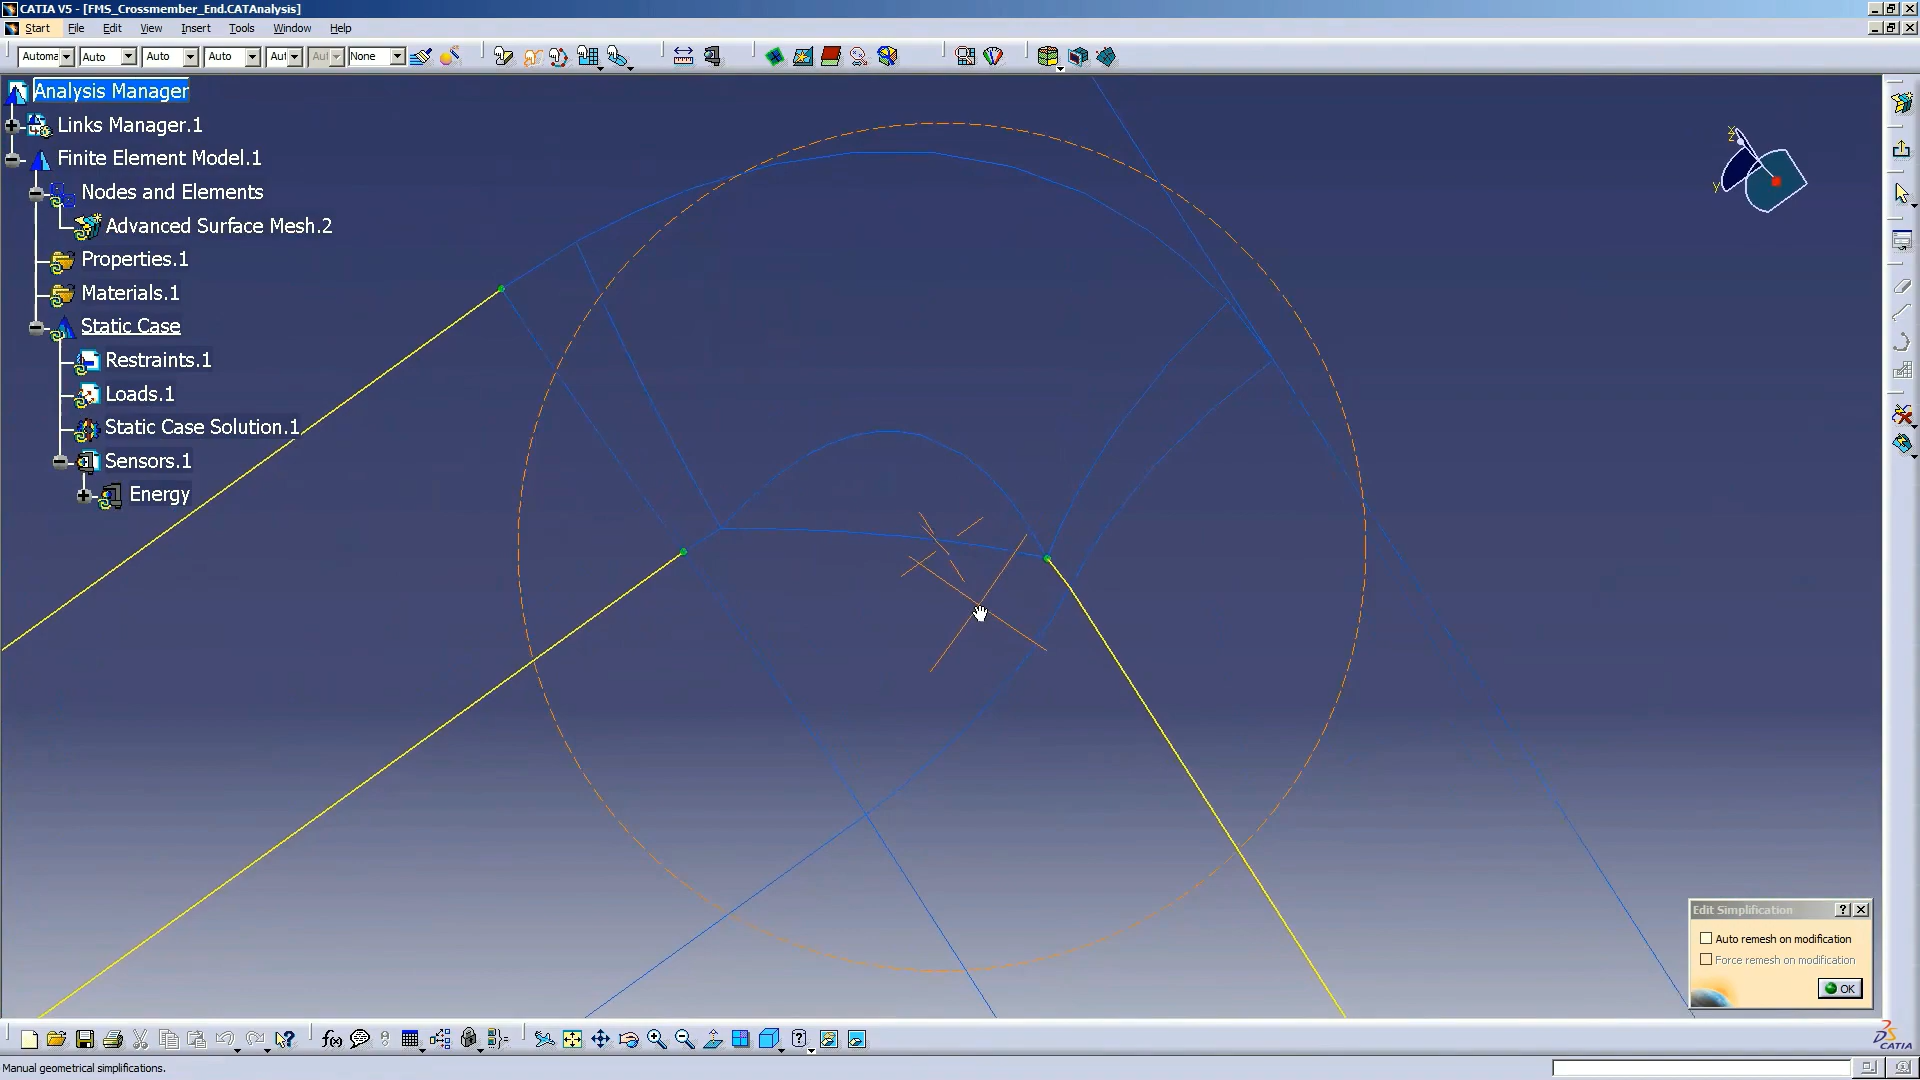 CATIA V5 - [FMS_Crossmember_End.CATAnalysis]
Start File Edit View Insert Tools Window Help
Automa Auto Auto Auto Aut Aut None
Analysis Manager
Links Manager.1
Finite Element Model.1
Nodes and Elements
Advanced Surface Mesh.2
Properties.1
Materials.1
Static Case
Restraints.1
Loads.1
Static Case Solution.1
Sensors.1
Energy
x
z
y
Edit Simplification
Auto remesh on modification
Force remesh on modification
OK
f(x)
CATIA
Manual geometrical simplifications.